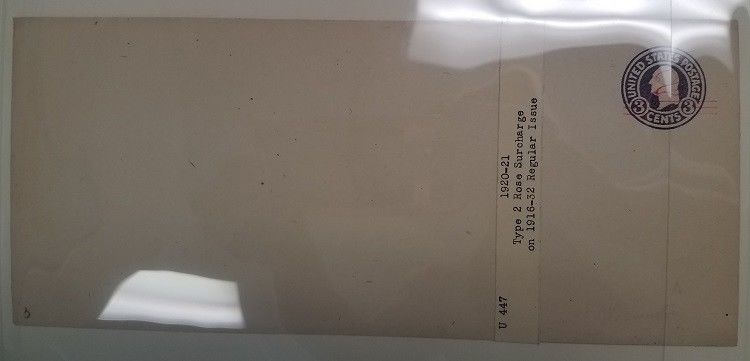 UNITED STATES POSTAGE
3 CENTS 3
U 447 1920-21
Type 2 Rose Surcharge
on 1916-32 Regular Issue